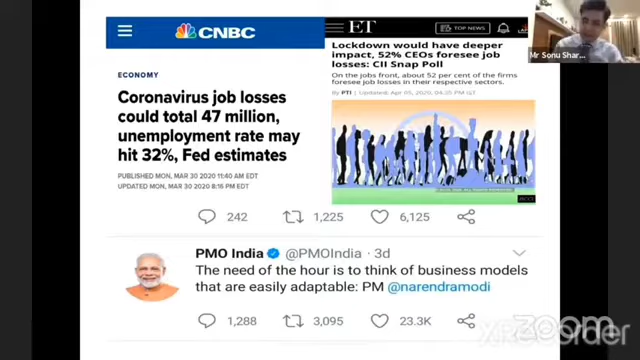 CNBC
ET
TOP NEWS
ECONOMY
Coronavirus job losses
could total 47 million,
unemployment rate may
hit 32%, Fed estimates
PUBLISHED MON, MAR 30 2020 11:40 AM EDT
UPDATED MON, MAR 30 2020 8:16 PM EDT
Lockdown would have deeper
impact, 52% CEOs foresee job
losses: CII Snap Poll
On the jobs front, about 52 per cent of the firms
foresee job losses in their respective sectors.
By PTI | Updated: Apr 05, 2020, 04.35 PM IST
Mr Sonu Shar...
242 1,225 6,125
PMO India @PMOIndia · 3d
The need of the hour is to think of business models
that are easily adaptable: PM @narendramodi
1,288 3,095 23.3K
zoom
XRecorder